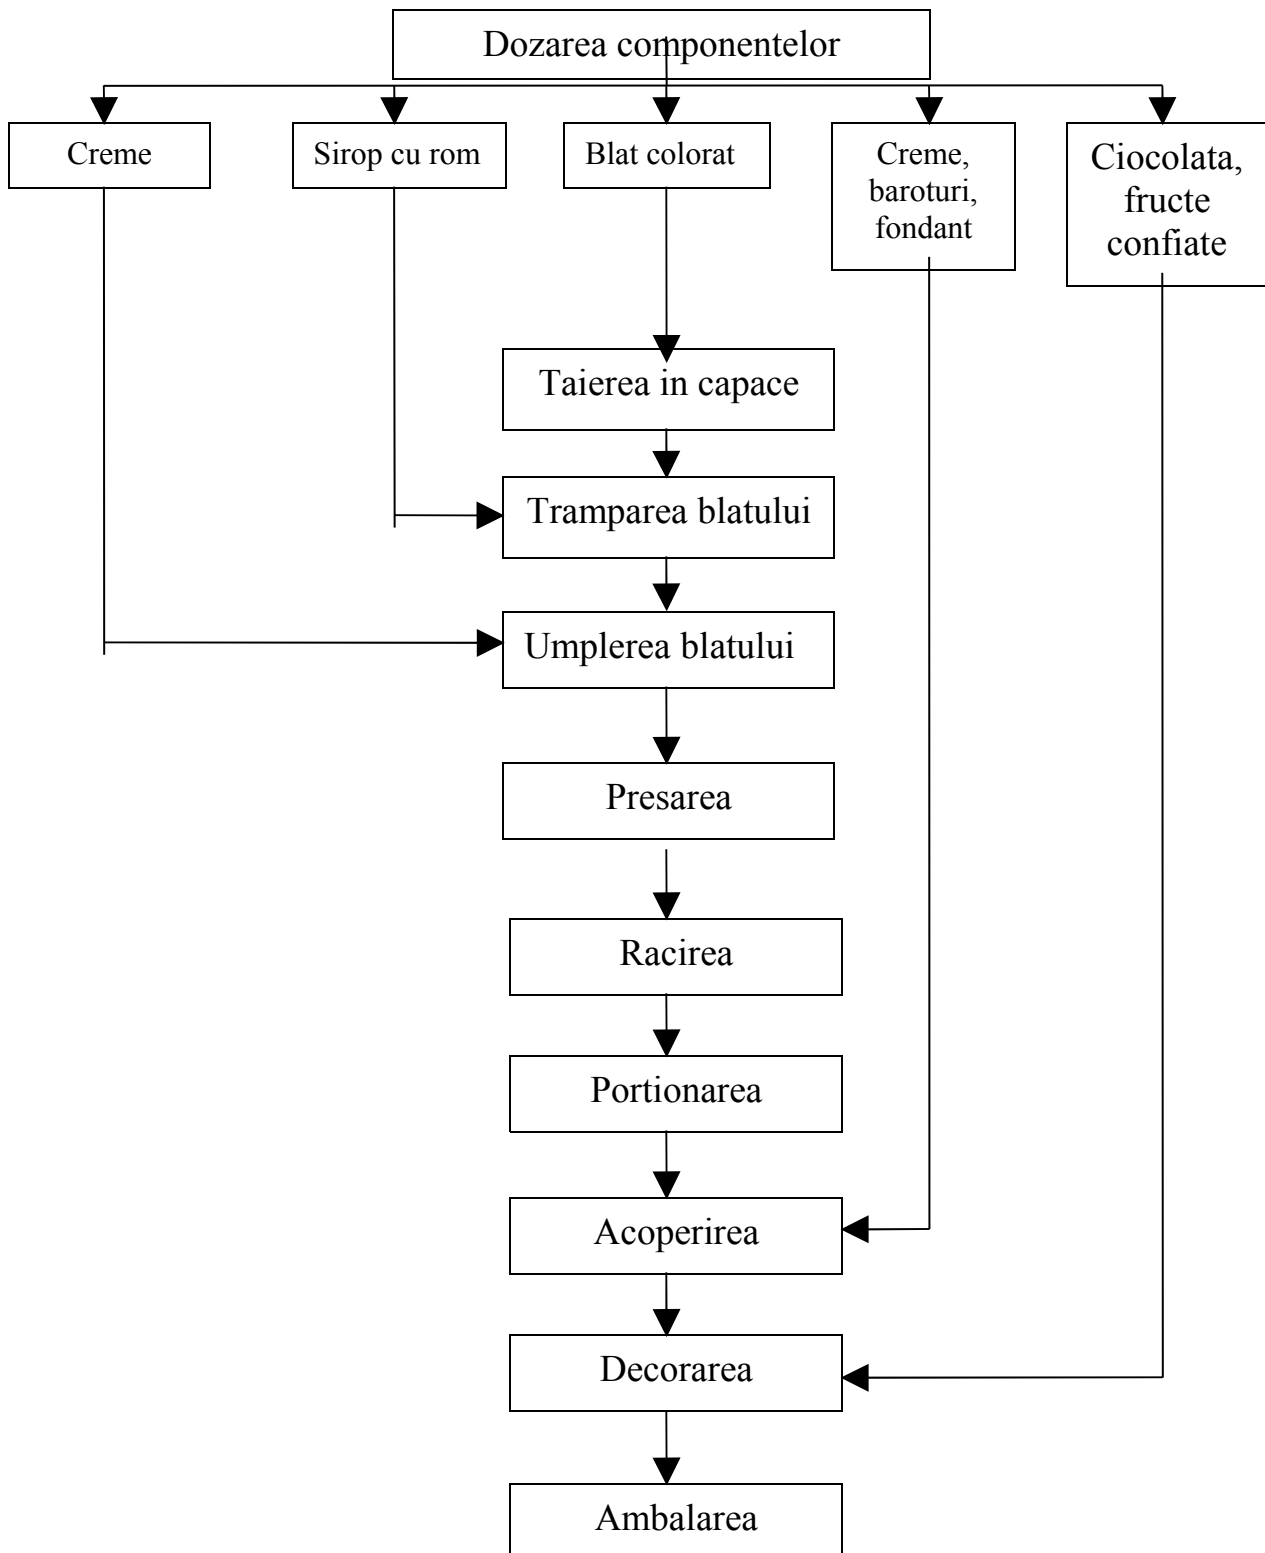 Dozarea componentelor
Creme
Sirop cu rom
Blat colorat
Creme,
baroturi,
fondant
Ciocolata,
fructe
confiate
Taierea in capace
Tramparea blatului
Umplerea blatului
Presarea
Racirea
Portionarea
Acoperirea
Decorarea
Ambalarea